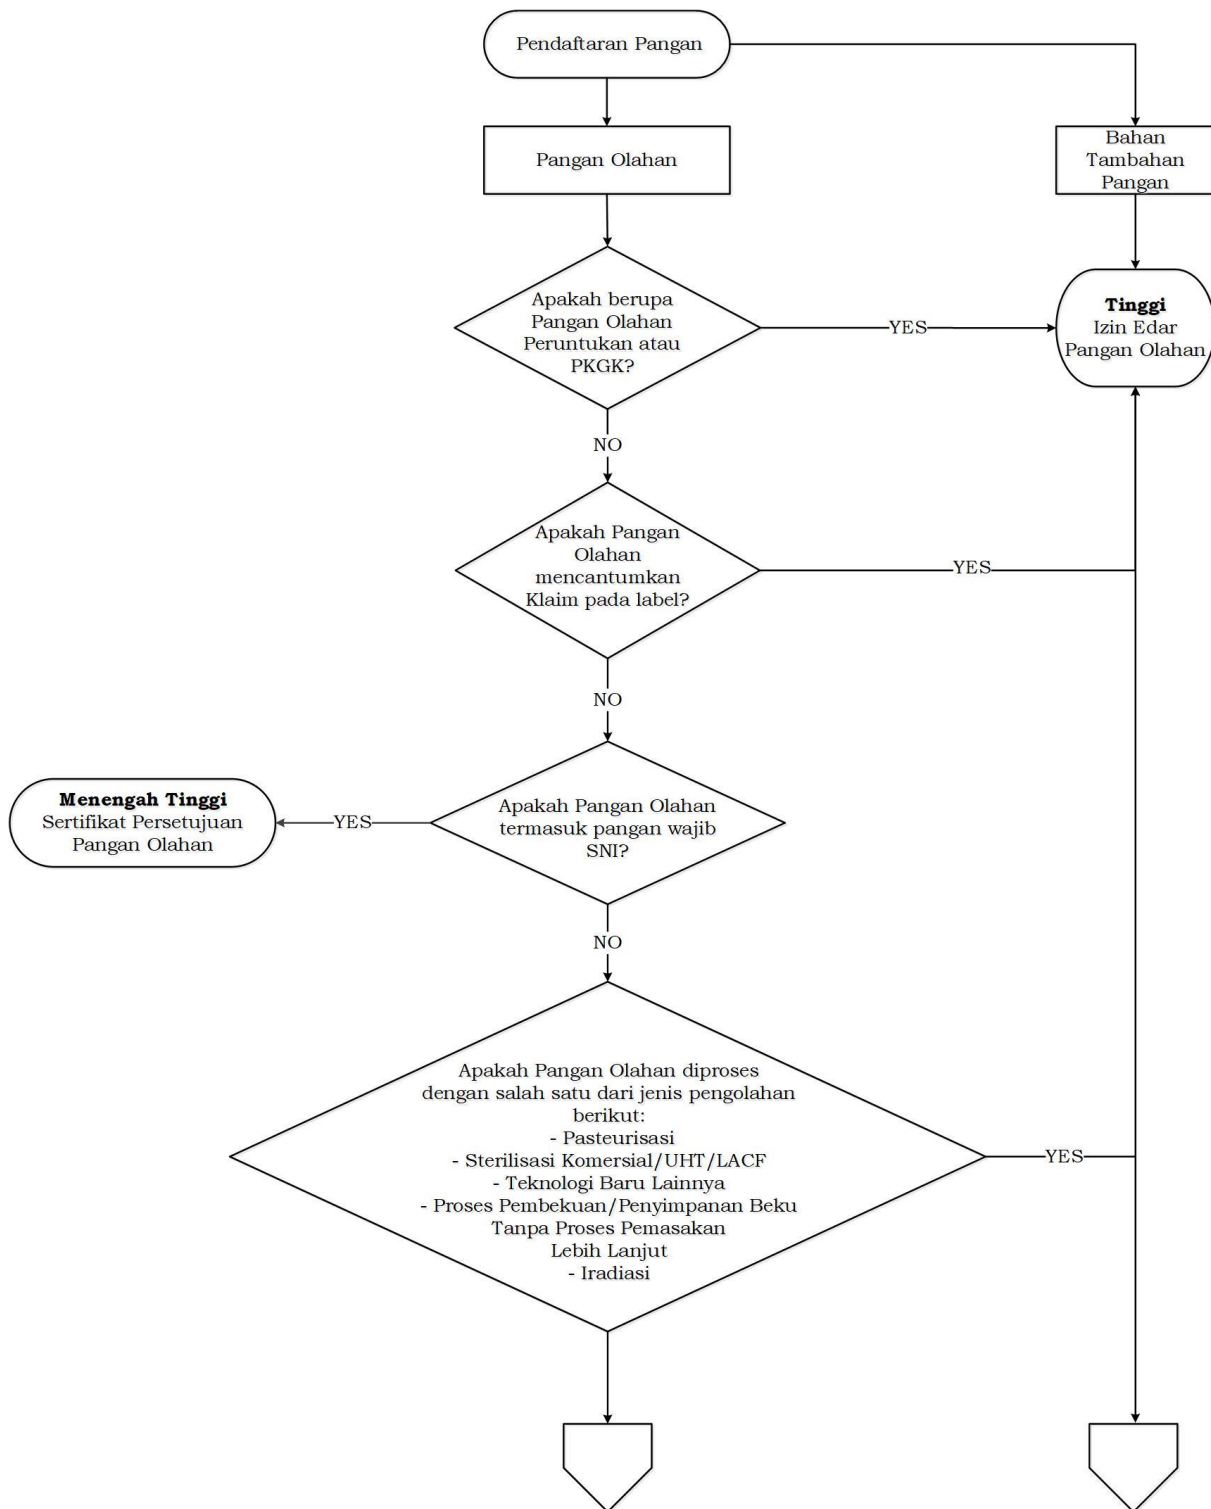 Pendaftaran Pangan
Pangan Olahan
Bahan
Tambahan
Pangan
Apakah berupa
Pangan Olahan
Peruntukan atau
PKGK?
YES
Tinggi
Izin Edar
Pangan Olahan
NO
Apakah Pangan
Olahan
mencantumkan
Klaim pada label?
YES
NO
Menengah Tinggi
Sertifikat Persetujuan
Pangan Olahan
YES
Apakah Pangan Olahan
termasuk pangan wajib
SNI?
NO
Apakah Pangan Olahan diproses
dengan salah satu dari jenis pengolahan
berikut:
- Pasteurisasi
- Sterilisasi Komersial/UHT/LACF
- Teknologi Baru Lainnya
- Proses Pembekuan/Penyimpanan Beku
Tanpa Proses Pemasakan
Lebih Lanjut
- Iradiasi
YES